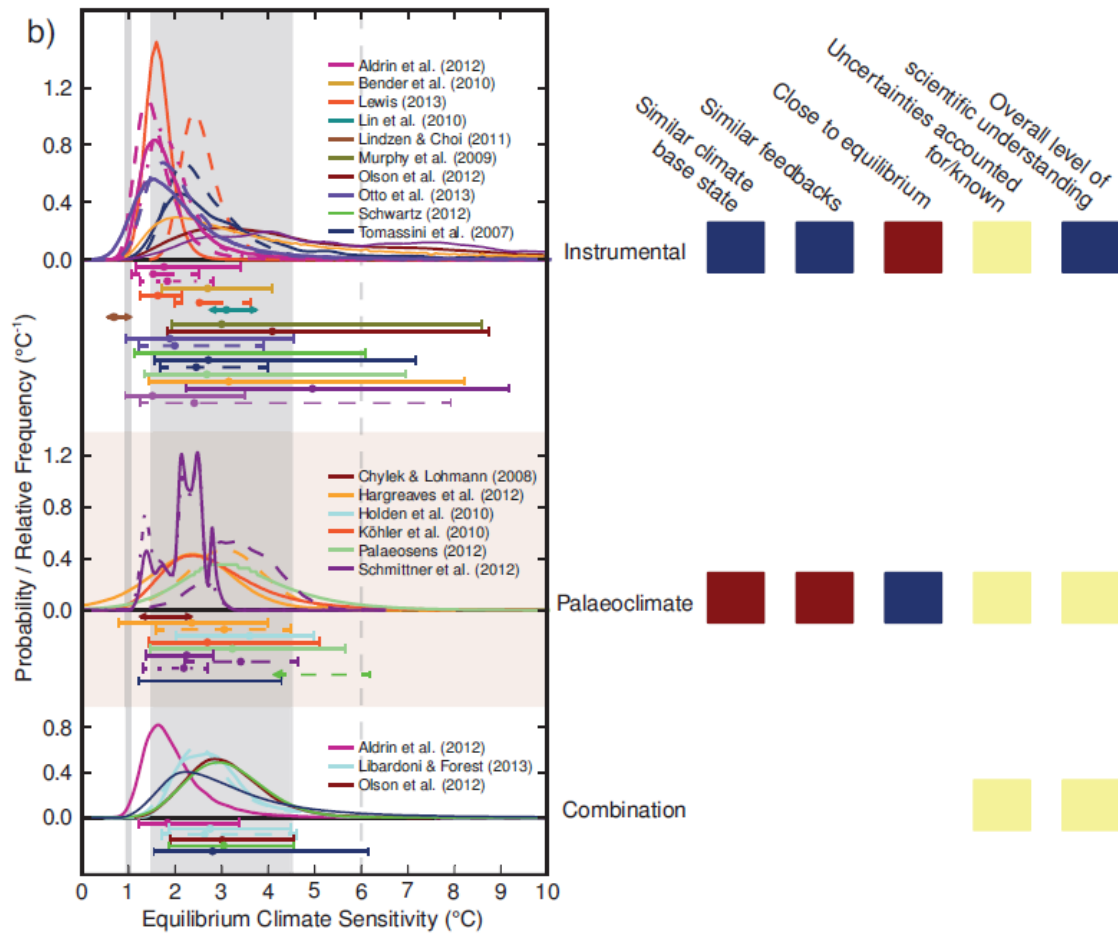 b)
Probability / Relative Frequency (°C⁻¹)
1.2
0.8
0.4
0.0
Aldrin et al. (2012)
Bender et al. (2010)
Lewis (2013)
Lin et al. (2010)
Lindzen & Choi (2011)
Murphy et al. (2009)
Olson et al. (2012)
Otto et al. (2013)
Schwartz (2012)
Tomassini et al. (2007)
Similar climate
base state
Similar feedbacks
Close to equilibrium
Uncertainties accounted
for/known
Overall level of
scientific understanding
Instrumental
1.2
0.8
0.4
0.0
Chylek & Lohmann (2008)
Hargreaves et al. (2012)
Holden et al. (2010)
Köhler et al. (2010)
Palaeosens (2012)
Schmittner et al. (2012)
Palaeoclimate
0.8
0.4
0.0
Aldrin et al. (2012)
Libardoni & Forest (2013)
Olson et al. (2012)
Combination
0 1 2 3 4 5 6 7 8 9 10
Equilibrium Climate Sensitivity (°C)